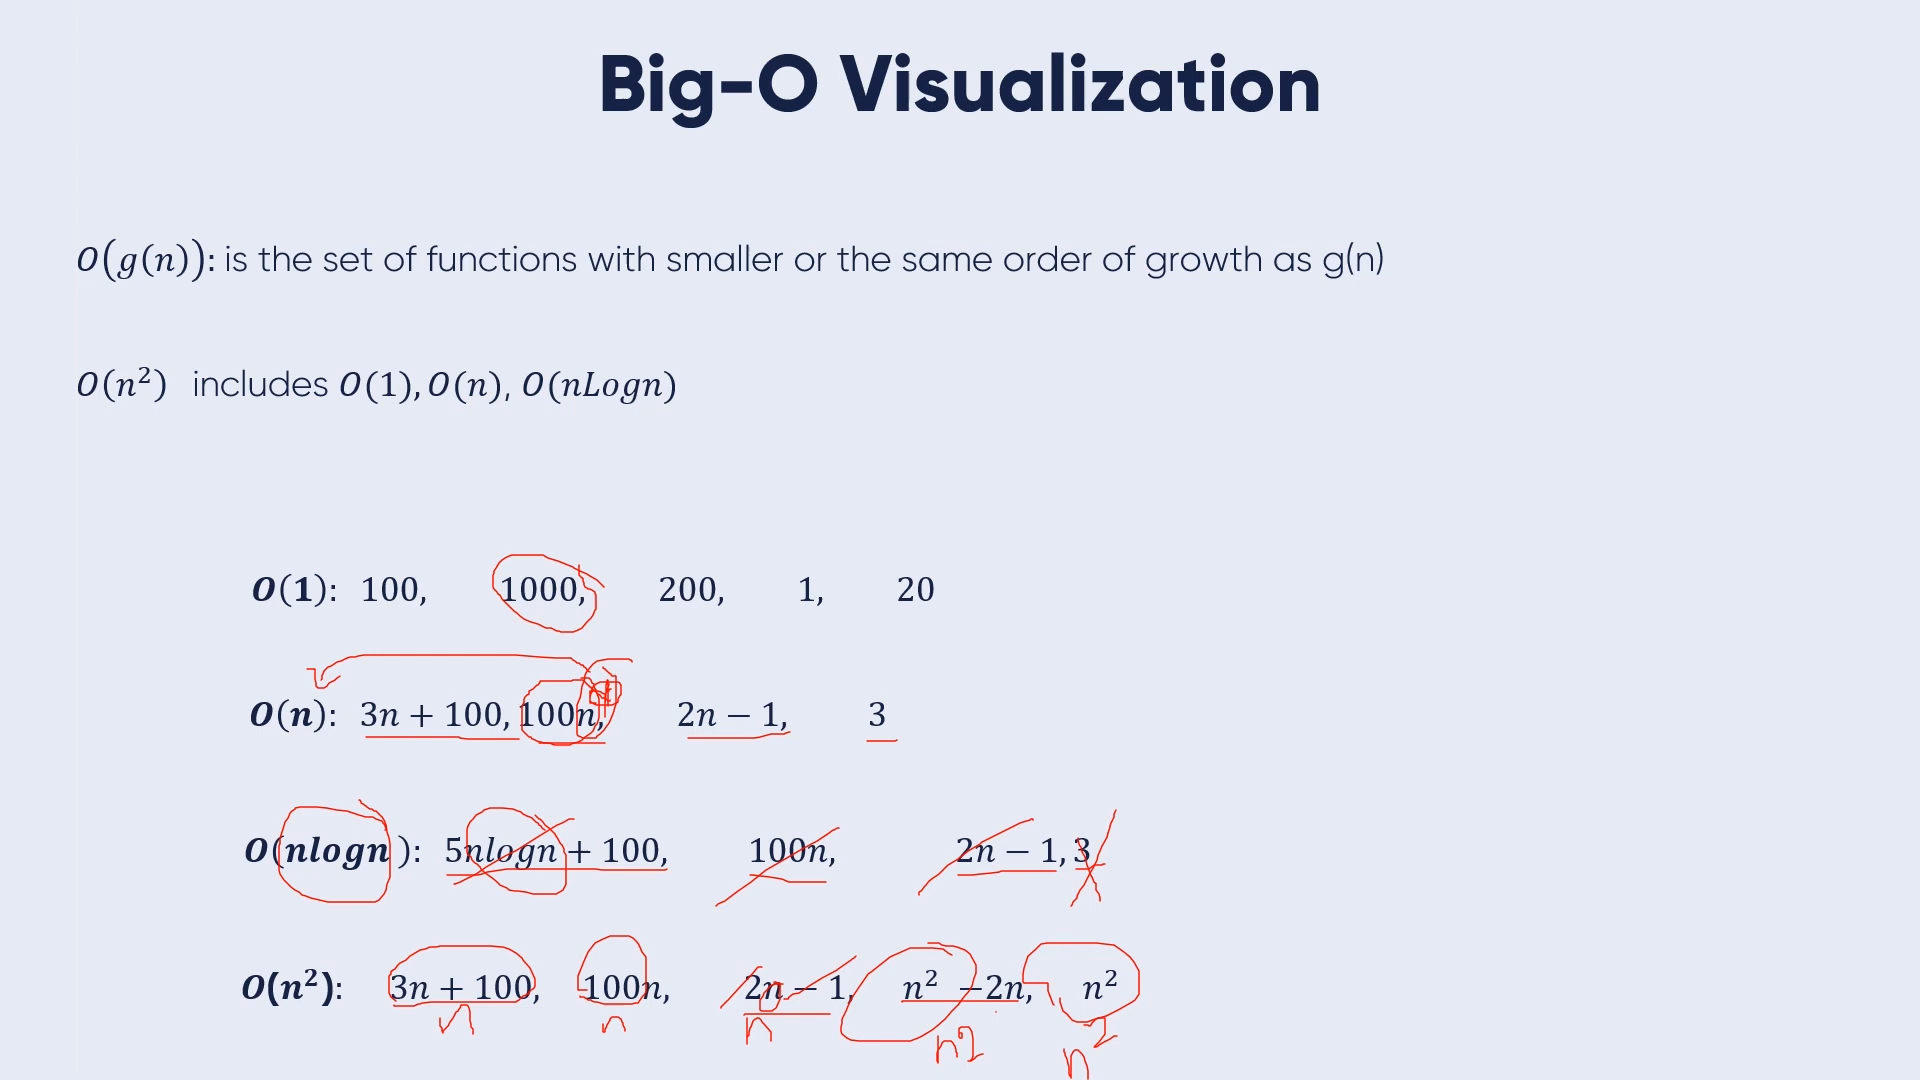 Big-O Visualization
O(g(n)): is the set of functions with smaller or the same order of growth as g(n)
O(n²) includes O(1), O(n), O(nLogn)
O(1): 100, 1000, 200, 1, 20
O(n): 3n + 100, 100n, 2n − 1, 3
O(nlogn ): 5nlogn + 100, 100n, 2n − 1, 3
O(n²): 3n + 100, 100n, 2n − 1, n² −2n, n²
n n n n2 n2